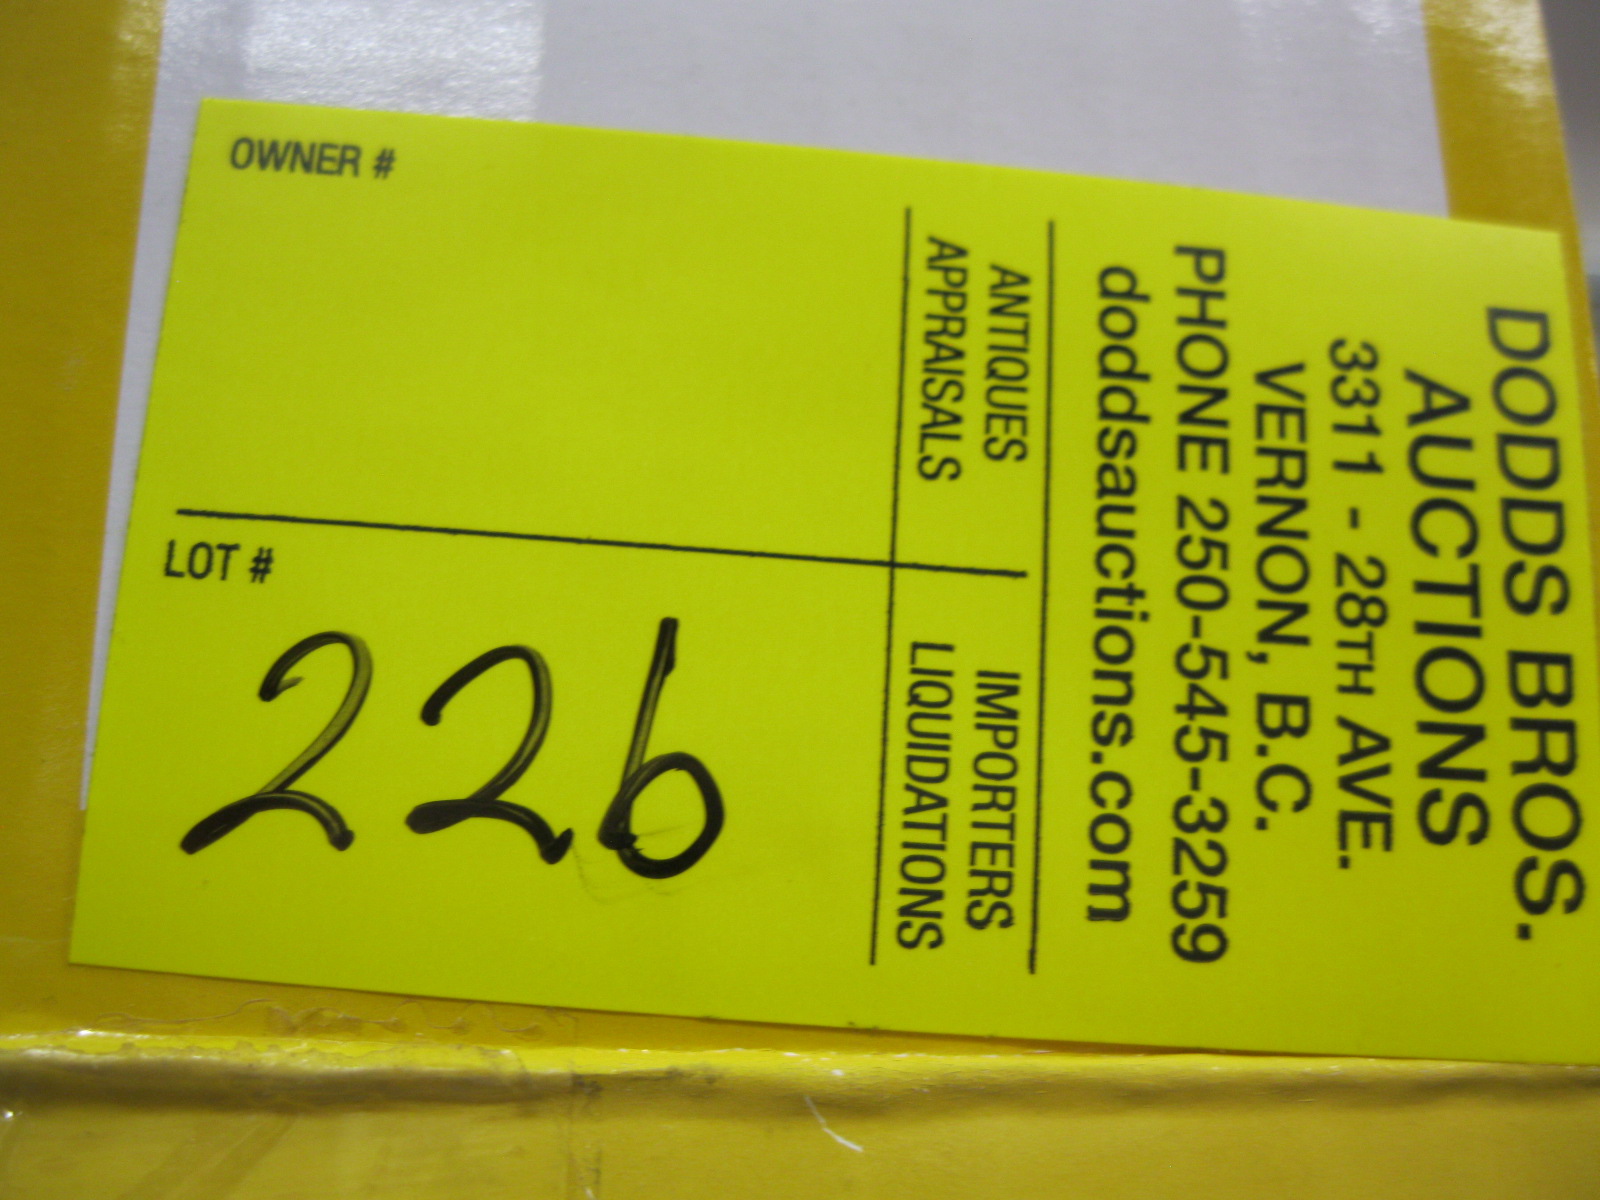 DODDS BROS.
AUCTIONS
3311 - 28TH AVE.
VERNON, B.C.
PHONE 250-545-3259
doddsauctions.com
ANTIQUES
APPRAISALS
IMPORTERS
LIQUIDATIONS
OWNER #
LOT #
226